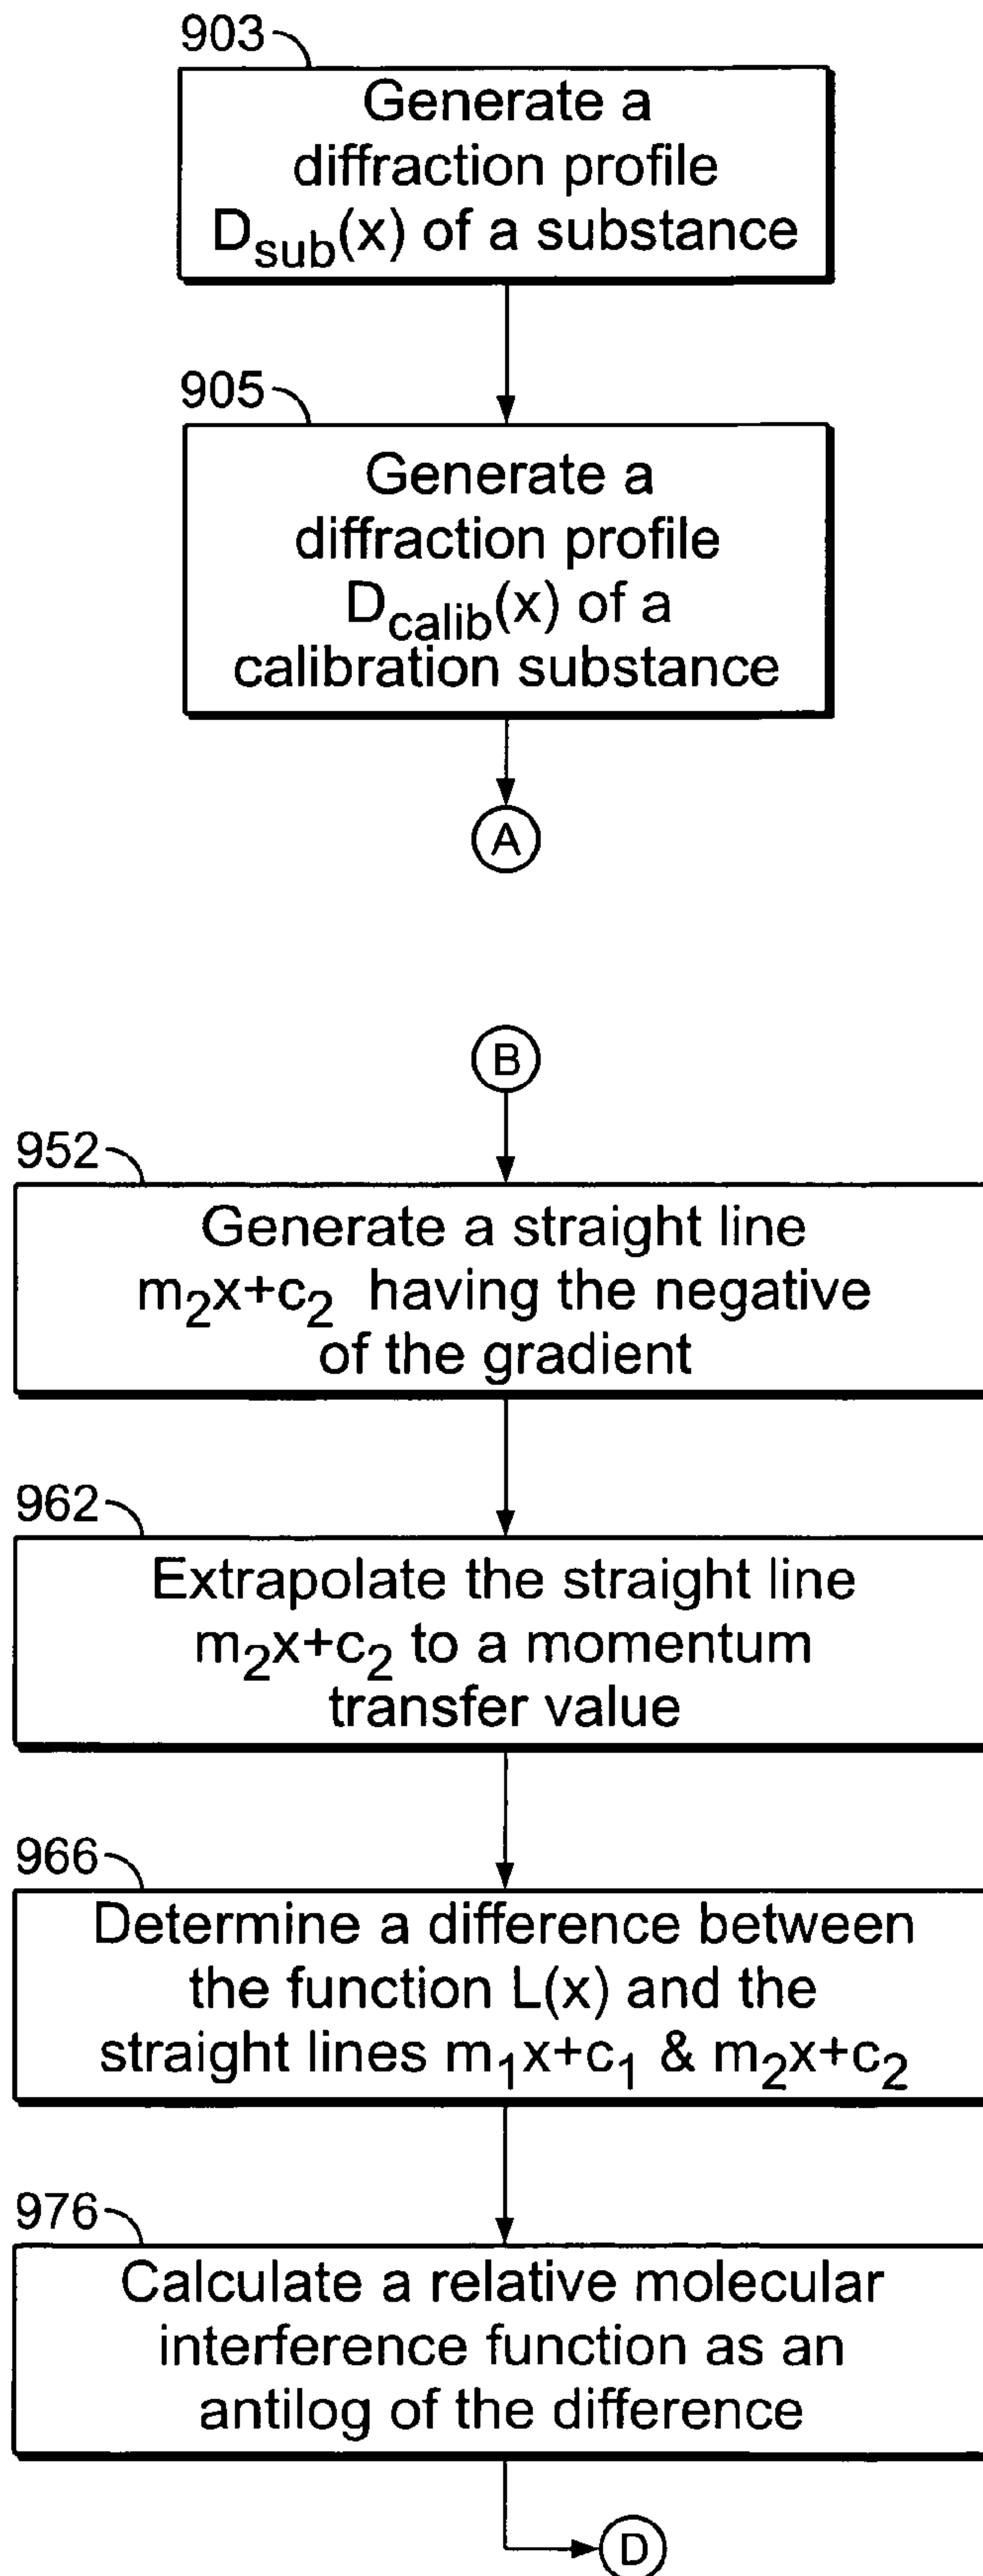 903
Generate a
diffraction profile
D_sub(x) of a substance
905
Generate a
diffraction profile
D_calib(x) of a
calibration substance
A
B
952
Generate a straight line
m₂x+c₂ having the negative
of the gradient
962
Extrapolate the straight line
m₂x+c₂ to a momentum
transfer value
966
Determine a difference between
the function L(x) and the
straight lines m₁x+c₁ & m₂x+c₂
976
Calculate a relative molecular
interference function as an
antilog of the difference
D